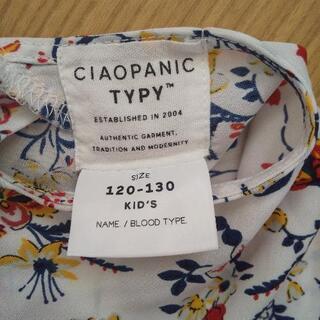 CIAOPANIC
TYPY™
ESTABLISHED IN 2004
AUTHENTIC GARMENT,
TRADITION AND MODERNITY
SIZE
120-130
KID'S
NAME / BLOOD TYPE